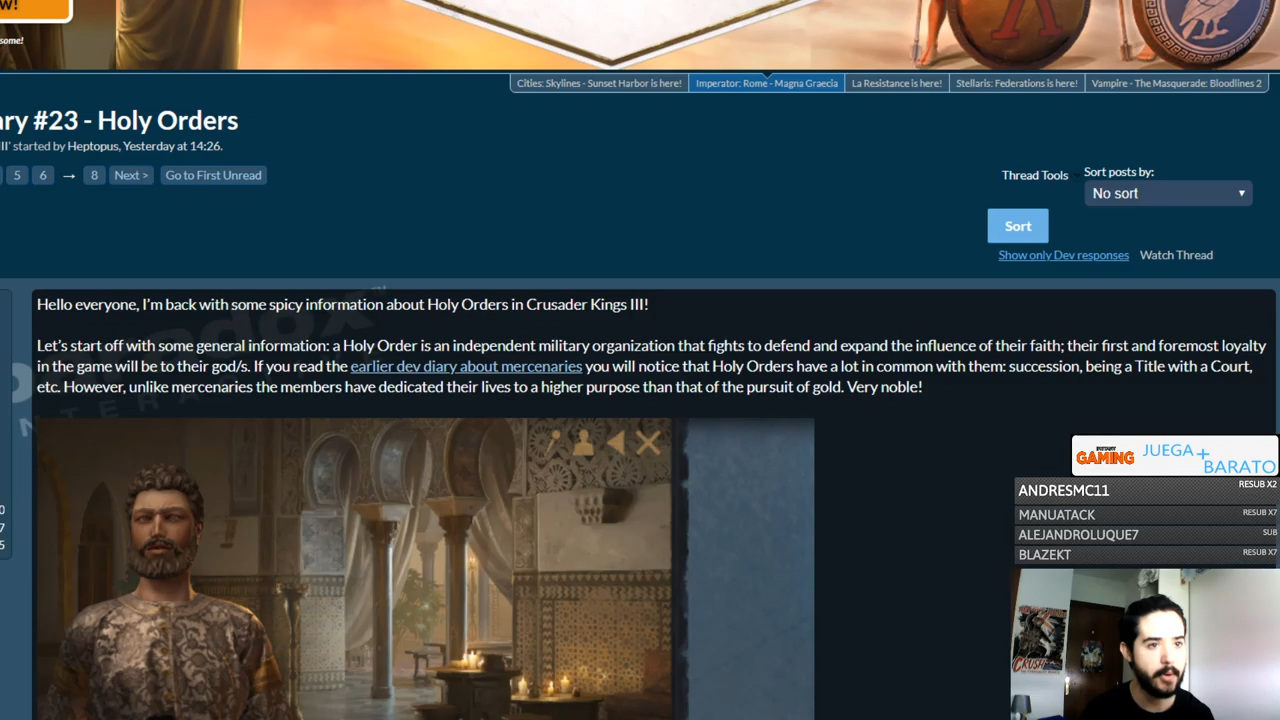 W!
some!
Cities: Skylines - Sunset Harbor is here! Imperator: Rome - Magna Graecia La Resistance is here! Stellaris: Federations is here! Vampire - The Masquerade: Bloodlines 2
ary #23 - Holy Orders
III' started by Heptopus, Yesterday at 14:26.
5 6 → 8 Next > Go to First Unread
Thread Tools
Sort posts by:
No sort
Sort
Show only Dev responses Watch Thread
Hello everyone, I'm back with some spicy information about Holy Orders in Crusader Kings III!
Let's start off with some general information: a Holy Order is an independent military organization that fights to defend and expand the influence of their faith; their first and foremost loyalty
in the game will be to their god/s. If you read the earlier dev diary about mercenaries you will notice that Holy Orders have a lot in common with them: succession, being a Title with a Court,
etc. However, unlike mercenaries the members have dedicated their lives to a higher purpose than that of the pursuit of gold. Very noble!
0
7
5
INSTANT
GAMING
JUEGA+
BARATO
ANDRESMC11 RESUB X2
MANUATACK RESUB X7
ALEJANDROLUQUE7 SUB
BLAZEKT RESUB X7